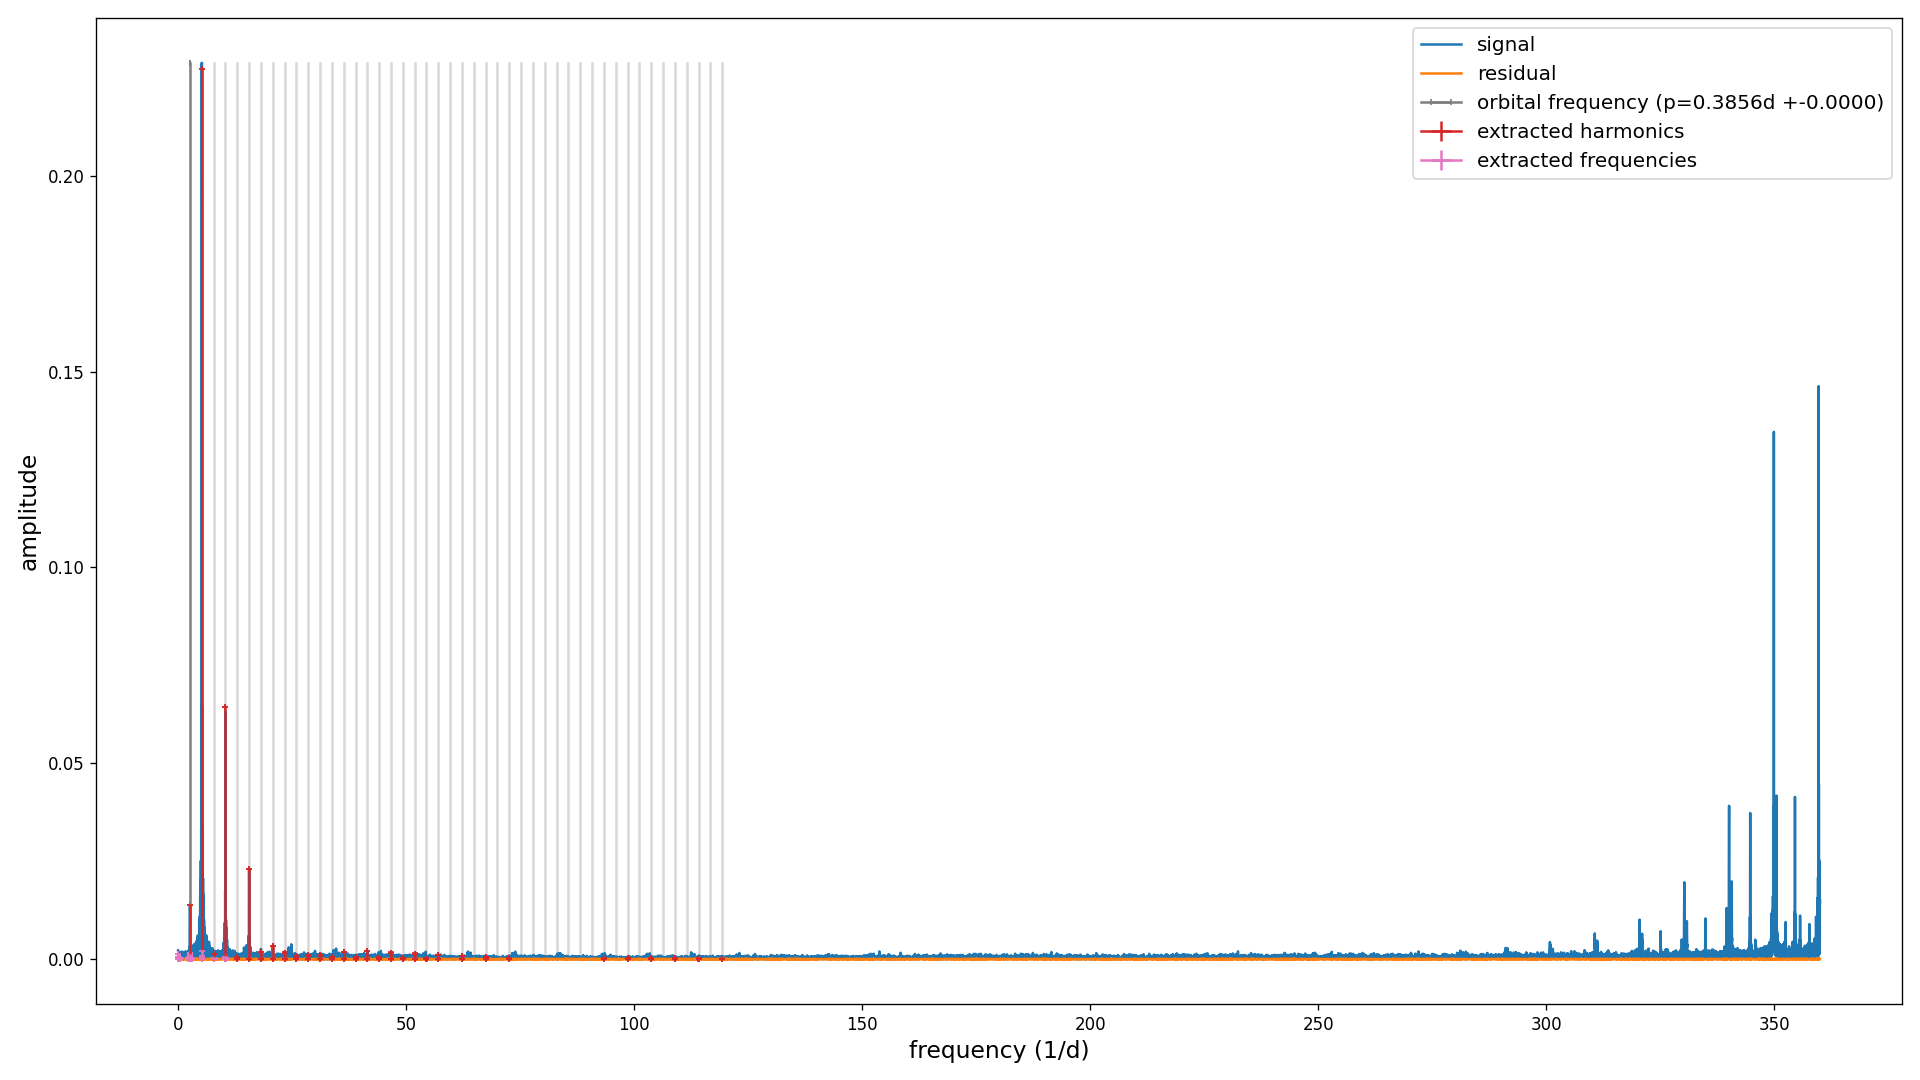 signal
residual
orbital frequency (p=0.3856d +-0.0000)
extracted harmonics
extracted frequencies
amplitude
0.20
0.15
0.10
0.05
0.00
0 50 100 150 200 250 300 350
frequency (1/d)